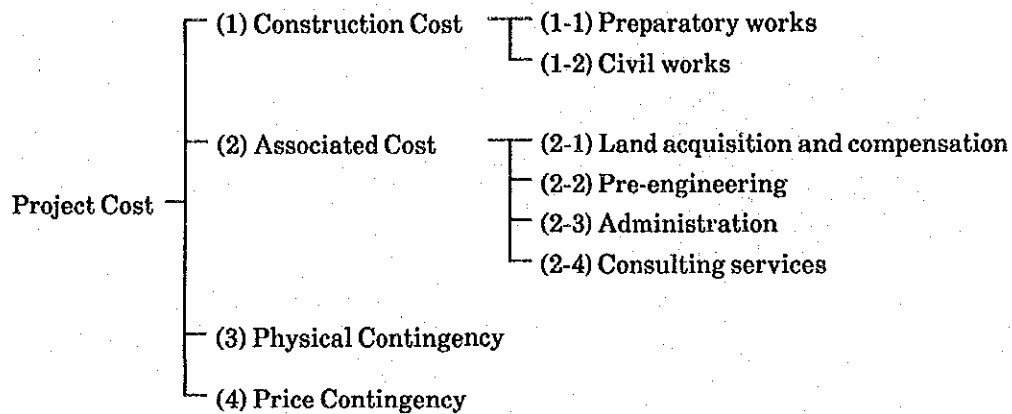 (1) Construction Cost
(1-1) Preparatory works
(1-2) Civil works
(2) Associated Cost
(2-1) Land acquisition and compensation
(2-2) Pre-engineering
(2-3) Administration
(2-4) Consulting services
Project Cost
(3) Physical Contingency
(4) Price Contingency